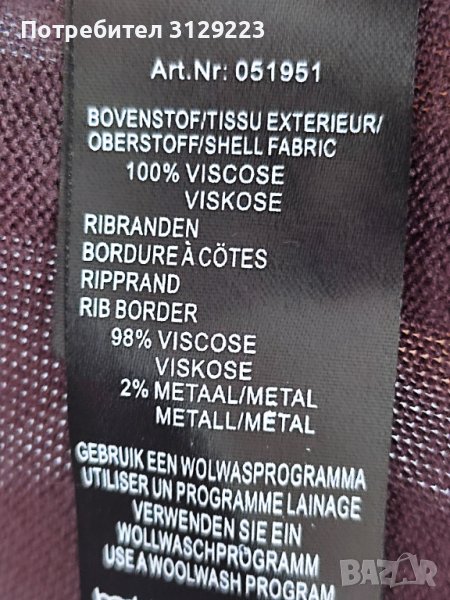 Потребител 3129223
Art.Nr: 051951
BOVENSTOF/TISSU EXTERIEUR/
OBERSTOFF/SHELL FABRIC
100% VISCOSE
VISKOSE
RIBRANDEN
BORDURE À CÖTES
RIPPRAND
RIB BORDER
98% VISCOSE
VISKOSE
2% METAAL/METAL
METALL/MÉTAL
GEBRUIK EEN WOLWASPROGRAMMA
UTILISER UN PROGRAMME LAINAGE
VERWENDEN SIE EIN
WOLLWASCHPROGRAMM
USE A WOOLWASH PROGRAM
BAZAR